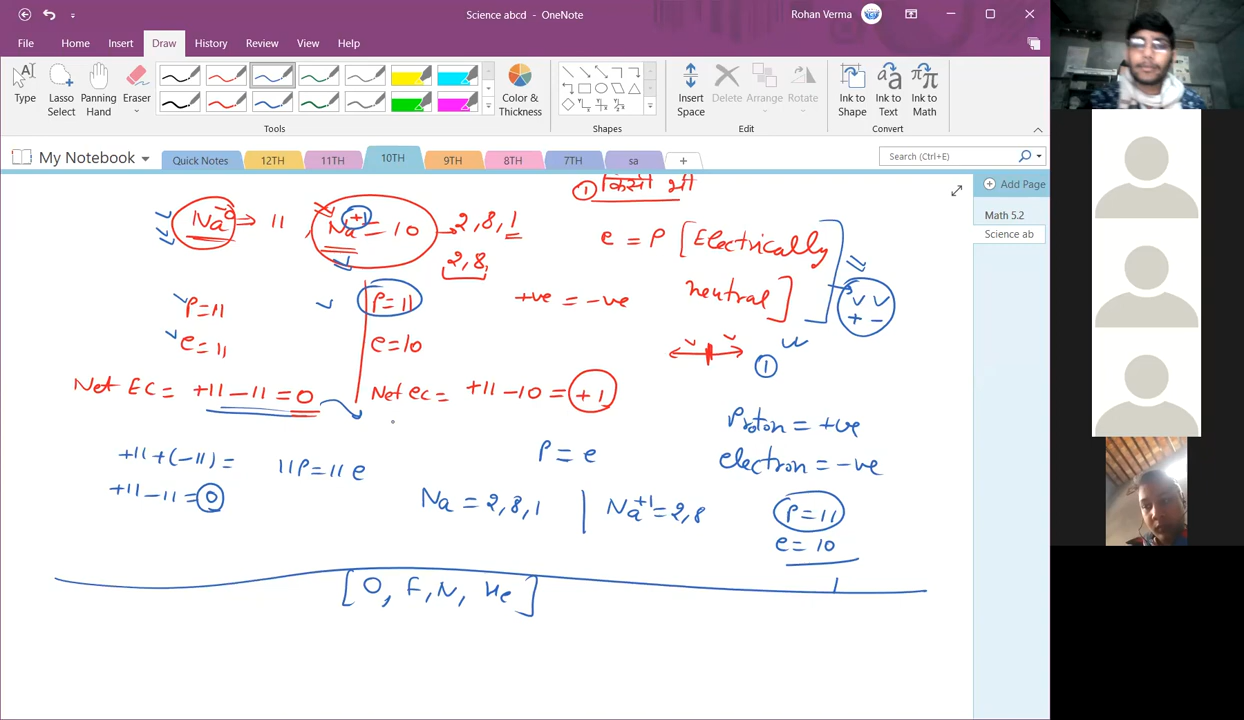 Science abcd - OneNote
Rohan Verma
File Home Insert Draw History Review View Help
Type
Lasso Select
Panning Hand
Eraser
Color & Thickness
Insert Space
Delete
Arrange
Rotate
Ink to Shape
Ink to Text
Ink to Math
Tools
Shapes
Edit
Convert
My Notebook
Quick Notes 12TH 11TH 10TH 9TH 8TH 7TH sa +
Search (Ctrl+E)
Add Page
Math 5.2
Science ab
① किसी भी
Na⁻⁰ → 11 , Na⁺¹ = 10 → 2,8,1
2,8,
e = P [Electrically
neutral]
+ve = -ve
✓ ✓
+ −
P=11
e=11
P=11
e=10
①
Net EC = +11-11=0
Net ec = +11-10=+1
+11+(-11)=
+11-11=0
11P=11e
P = e
Proton = +ve
electron = -ve
Na = 2,8,1 | Na⁺¹=2,8
P=11
e=10
1
[O, F, N, He]